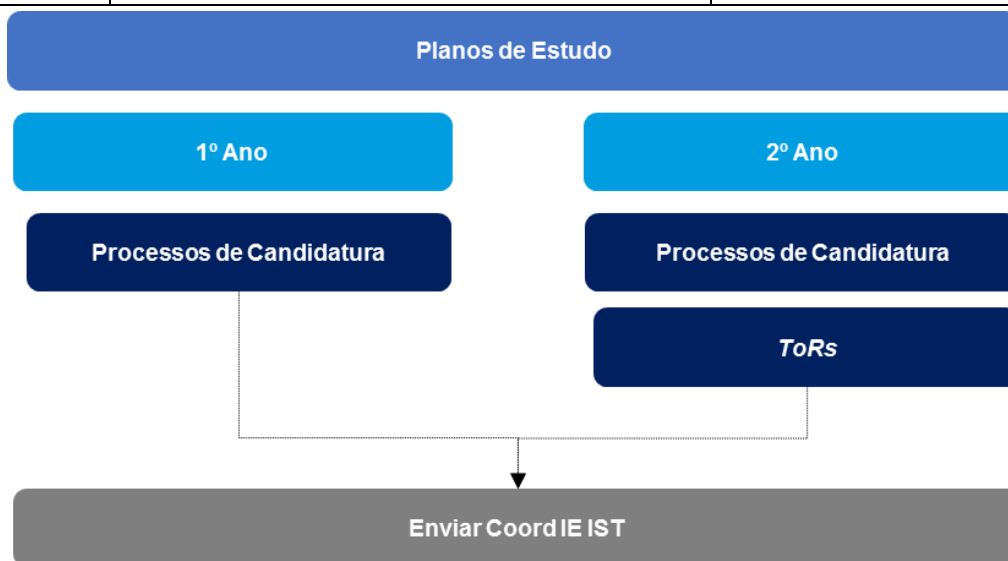 Planos de Estudo
1º Ano
2º Ano
Processos de Candidatura
Processos de Candidatura
ToRs
Enviar Coord IE IST